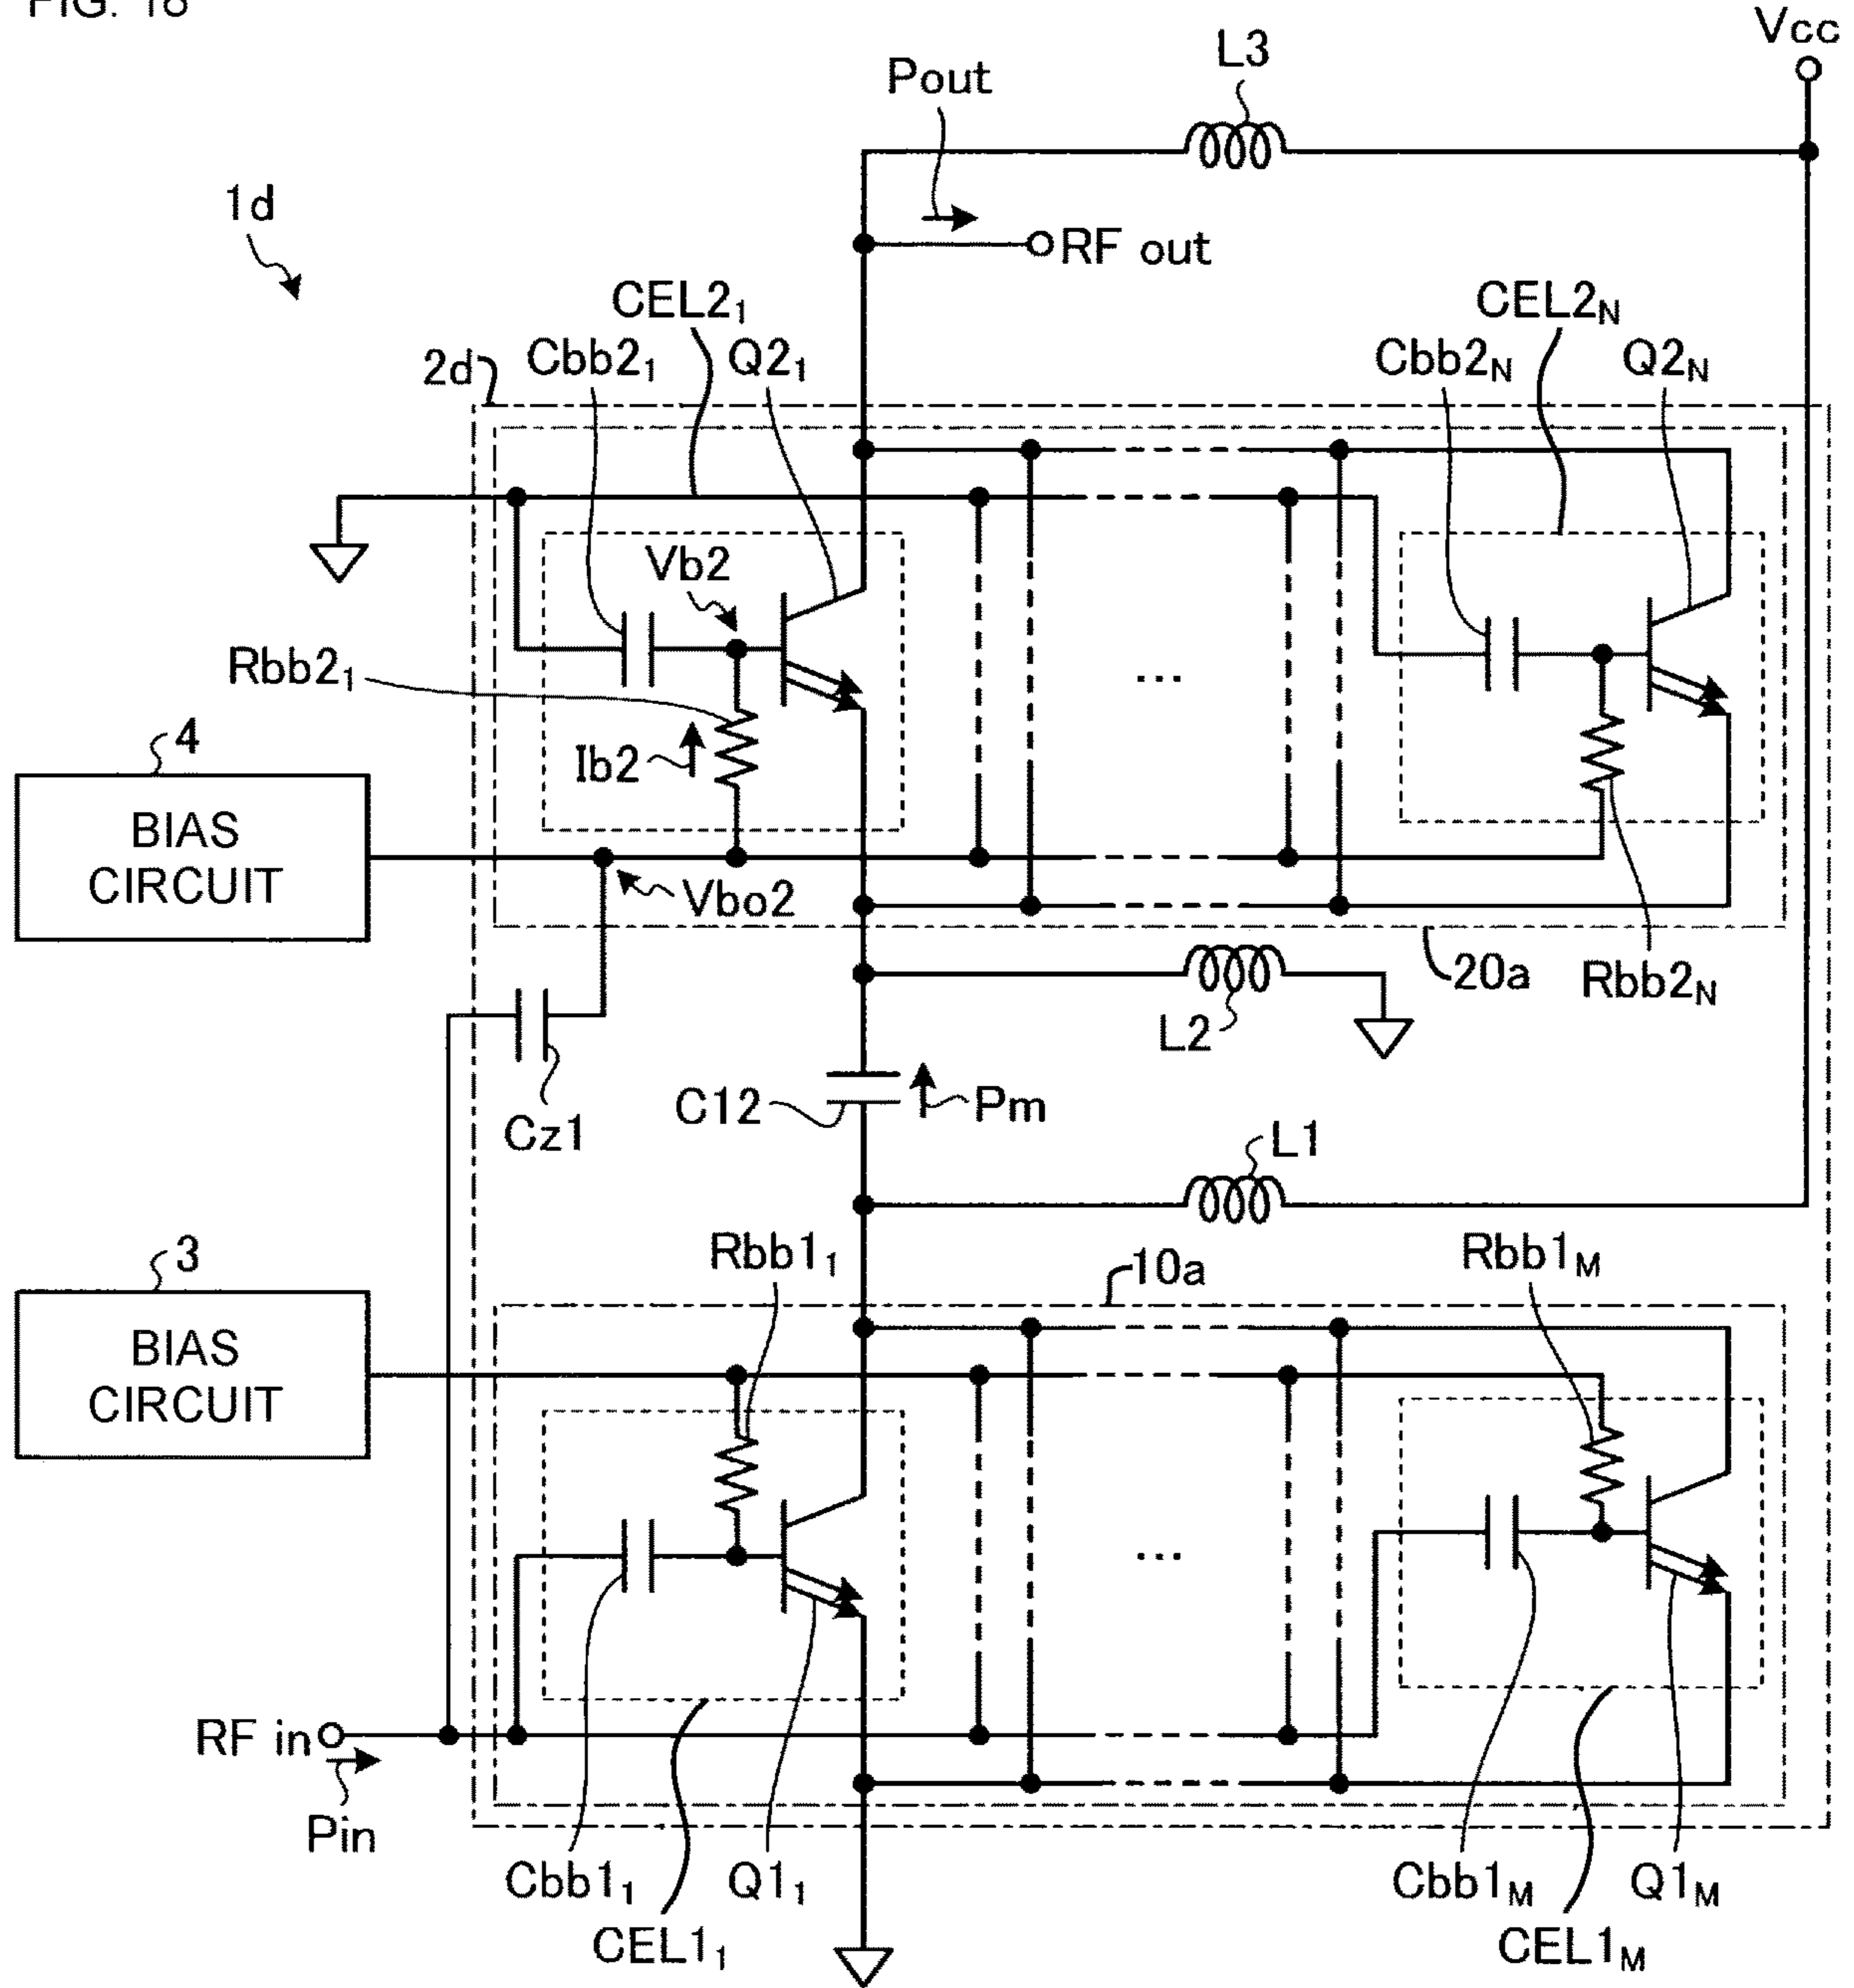 FIG. 18
Vcc
L3
Pout
1d
RF out
CEL2₁
CEL2N
2d
Cbb2₁
Q2₁
Cbb2N
Q2N
Vb2
Rbb2₁
...
4
Ib2
BIAS
CIRCUIT
Vbo2
20a
Rbb2N
L2
C12
Pm
Cz1
L1
3
Rbb1₁
10a
Rbb1M
BIAS
CIRCUIT
...
RF in
Pin
Cbb1₁
Q1₁
Cbb1M
Q1M
CEL1₁
CEL1M